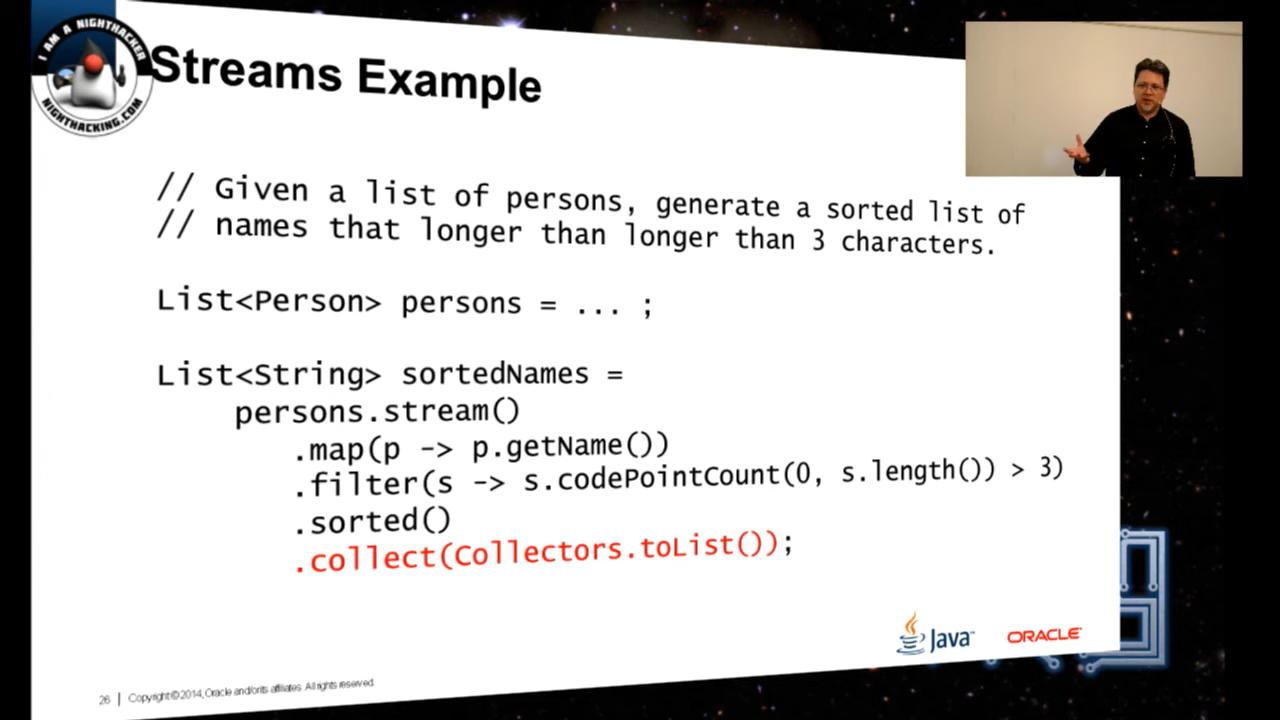 I AM A NIGHTHACKER
NIGHTHACKING.COM
Streams Example
// Given a list of persons, generate a sorted list of
// names that longer than longer than 3 characters.
List<Person> persons = ... ;
List<String> sortedNames =
persons.stream()
.map(p -> p.getName())
.filter(s -> s.codePointCount(0, s.length()) > 3)
.sorted()
.collect(Collectors.toList());
Java™
ORACLE®
26 | Copyright © 2014, Oracle and/or its affiliates. All rights reserved.